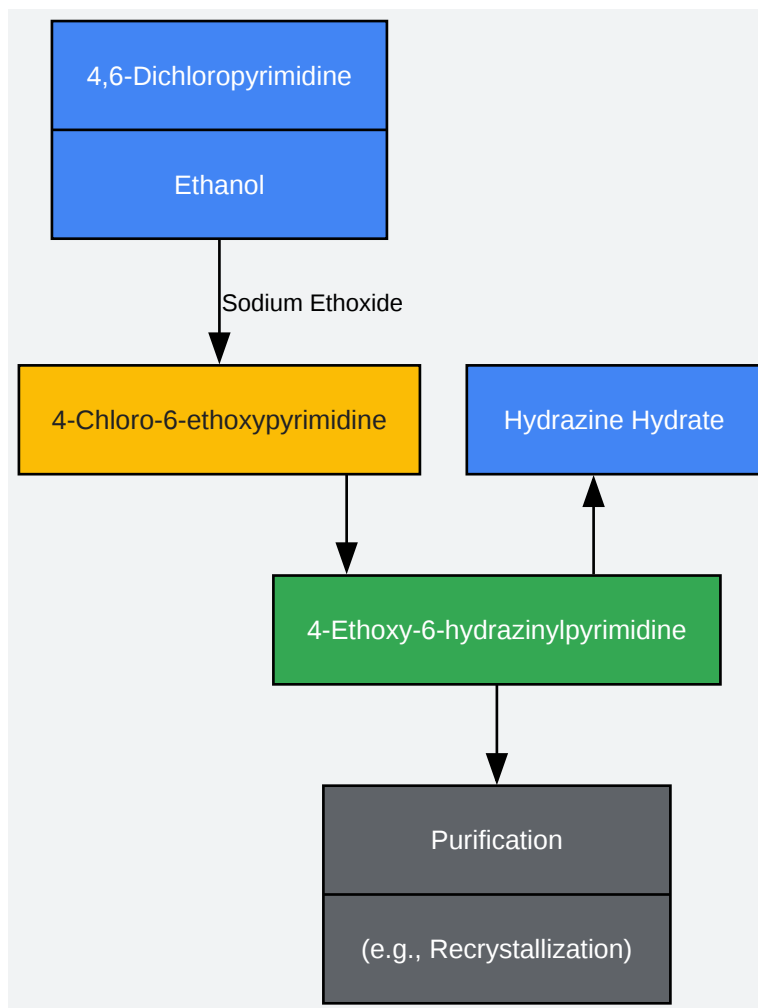 4,6-Dichloropyrimidine
Ethanol
Sodium Ethoxide
4-Chloro-6-ethoxypyrimidine
Hydrazine Hydrate
4-Ethoxy-6-hydrazinylpyrimidine
Purification
(e.g., Recrystallization)